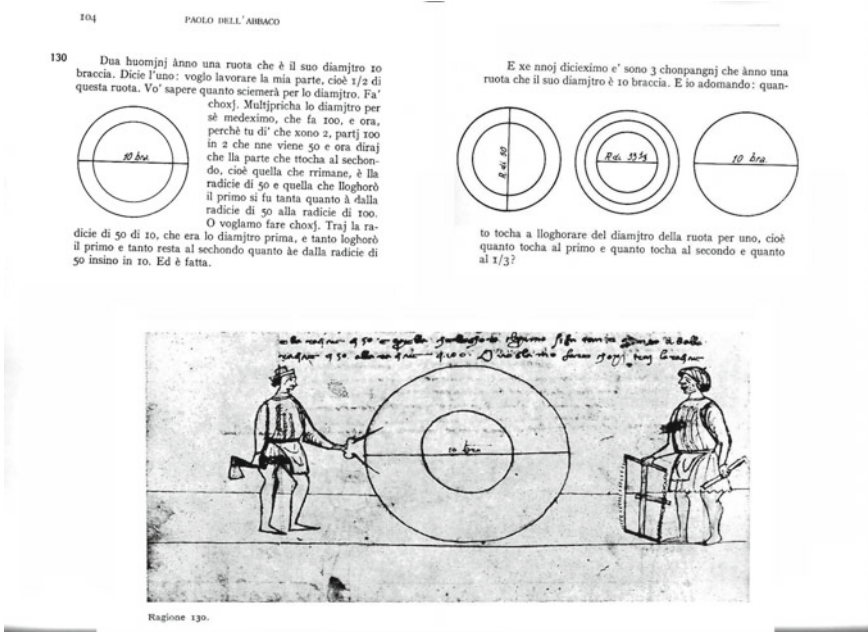 104
PAOLO DELL'ABBACO
130
Dua huomjnj ànno una ruota che è il suo diamjtro 10
braccia. Dicie l'uno: voglo lavorare la mia parte, cioè 1/2 di
questa ruota. Vo' sapere quanto sciemerà per lo diamjtro. Fa'
choxj. Multjpricha lo diamjtro per
sè medeximo, che fa 100, e ora,
perchè tu di' che xono 2, partj 100
in 2 che nne viene 50 e ora diraj
che lla parte che ttocha al sechon-
do, cioè quella che rrimane, è lla
radicie di 50 e quella che lloghorò
il primo si fu tanta quanto à dalla
radicie di 50 alla radicie di 100.
O voglamo fare choxj. Traj la ra-
dicie di 50 di 10, che era lo diamjtro prima, e tanto loghorò
il primo e tanto resta al sechondo quanto àe dalla radicie di
50 insino in 10. Ed è fatta.
10 bra.
E xe nnoj dicieximo e' sono 3 chonpangnj che ànno una
ruota che il suo diamjtro è 10 braccia. E io adomando: quan-
R di 50
R di 33 1/3
10 bra.
to tocha a lloghorare del diamjtro della ruota per uno, cioè
quanto tocha al primo e quanto tocha al secondo e quanto
al 1/3?
Ragione 130.